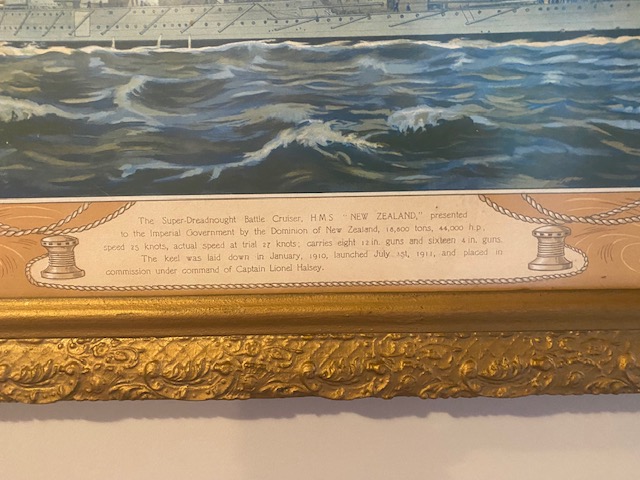 The Super-Dreadnought Battle Cruiser, H M S "NEW ZEALAND," presented
to the Imperial Government by the Dominion of New Zealand, 18,800 tons, 44,000 h.p.,
speed 25 knots, actual speed at trial 27 knots; carries eight 12 in. guns and sixteen 4 in. guns.
The keel was laid down in January, 1910, launched July 1st, 1911, and placed in
commission under command of Captain Lionel Halsey.